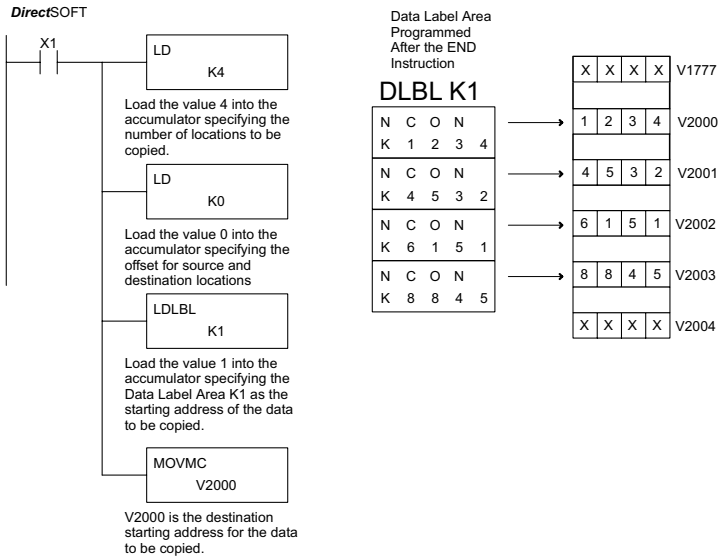 DirectSOFT
X1
LD
K4
Load the value 4 into the
accumulator specifying the
number of locations to be
copied.
LD
K0
Load the value 0 into the
accumulator specifying the
offset for source and
destination locations
LDLBL
K1
Load the value 1 into the
accumulator specifying the
Data Label Area K1 as the
starting address of the data
to be copied.
MOVMC
V2000
V2000 is the destination
starting address for the data
to be copied.
Data Label Area
Programmed
After the END
Instruction
DLBL K1
N C O N
K 1 2 3 4
N C O N
K 4 5 3 2
N C O N
K 6 1 5 1
N C O N
K 8 8 4 5
X X X X V1777
1 2 3 4 V2000
4 5 3 2 V2001
6 1 5 1 V2002
8 8 4 5 V2003
X X X X V2004